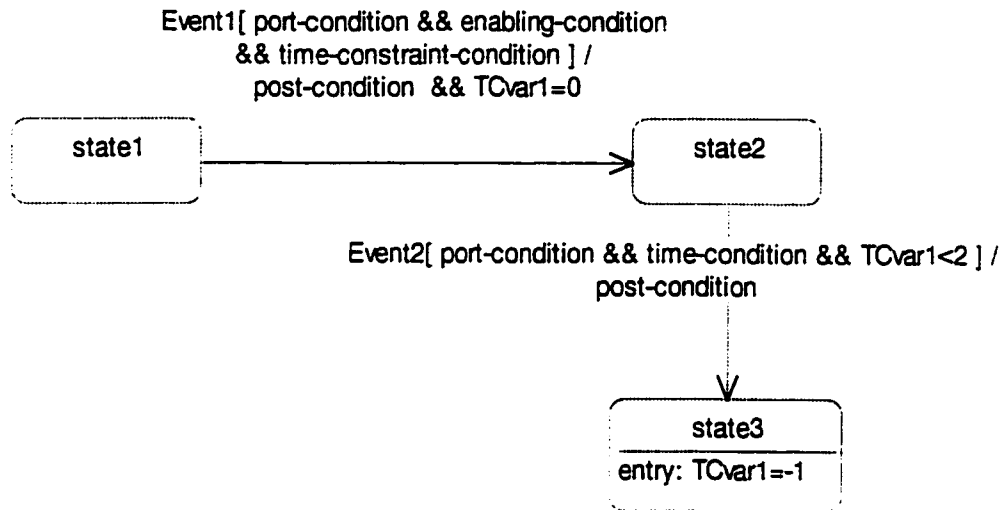 Event1[ port-condition && enabling-condition
&& time-constraint-condition ] /
post-condition && TCvar1=0
state1
state2
Event2[ port-condition && time-condition && TCvar1<2 ] /
post-condition
state3
entry: TCvar1=-1